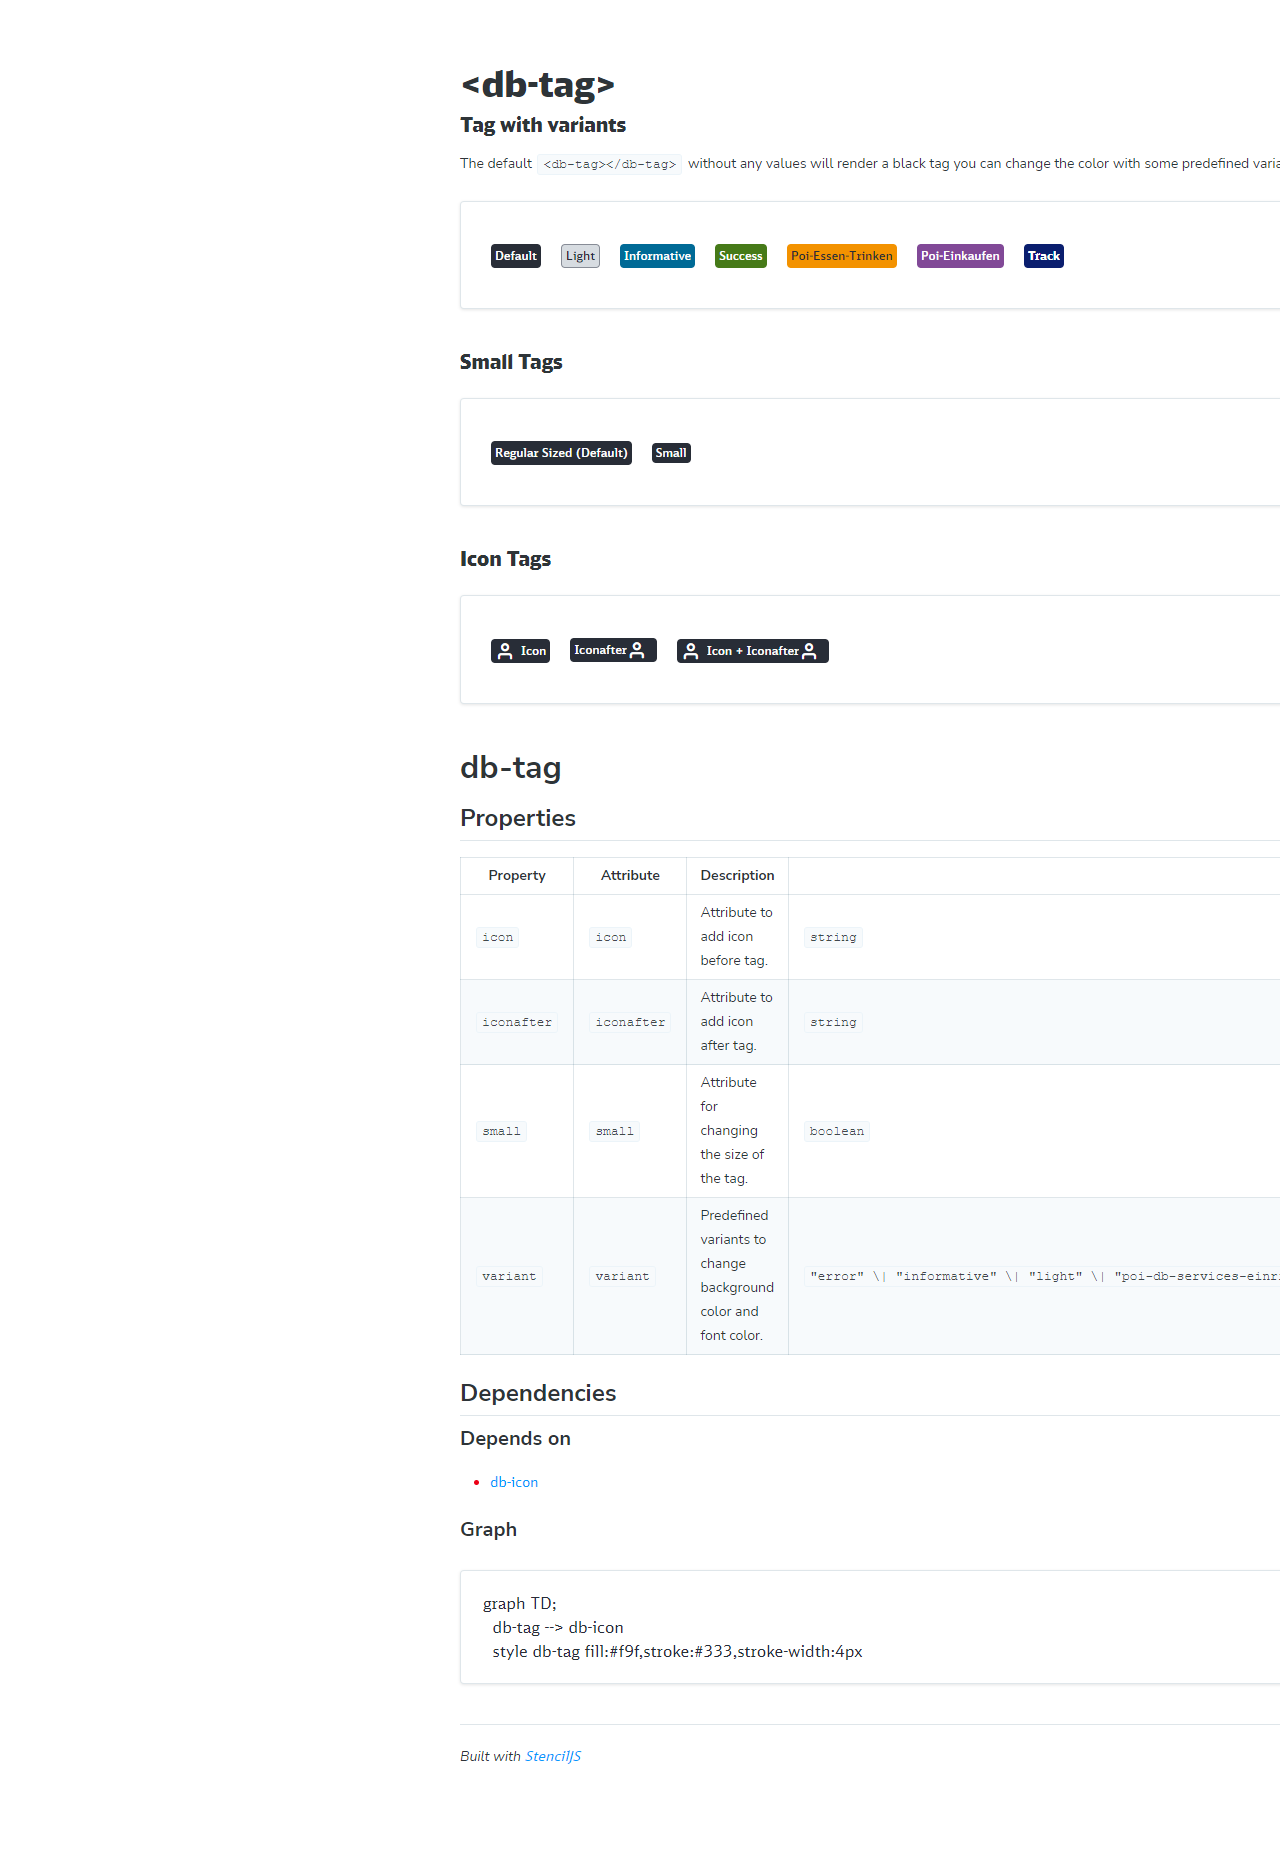 <db-tag>
Tag with variants
The default <db-tag></db-tag> without any values will render a black tag you can change the color with some predefined varia
Default Light Informative Success Poi-Essen-Trinken Poi-Einkaufen Track
Small Tags
Regular Sized (Default) Small
Icon Tags
Icon Iconafter Icon + Iconafter
db-tag
Properties
Property Attribute Description
icon icon Attribute to add icon before tag. string
iconafter iconafter Attribute to add icon after tag. string
small small Attribute for changing the size of the tag. boolean
variant variant Predefined variants to change background color and font color. "error" \| "informative" \| "light" \| "poi-db-services-einri
Dependencies
Depends on
db-icon
Graph
graph TD;
db-tag --> db-icon
style db-tag fill:#f9f,stroke:#333,stroke-width:4px
Built with StencilJS